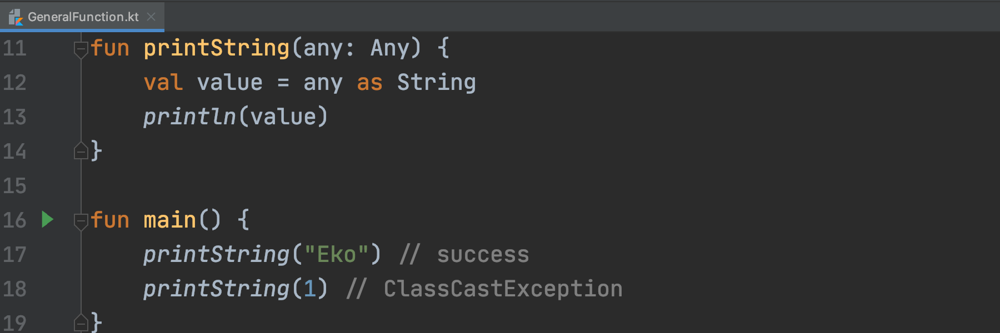 GeneralFunction.kt
11 fun printString(any: Any) {
12     val value = any as String
13     println(value)
14 }
15
16 fun main() {
17     printString("Eko") // success
18     printString(1) // ClassCastException
19 }